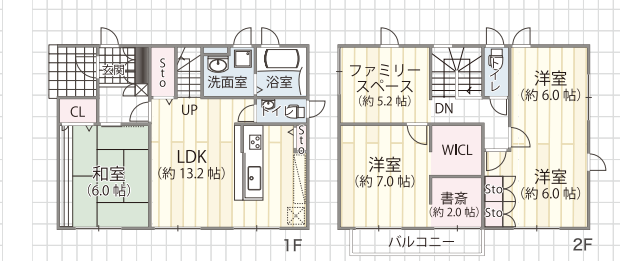 玄関
Sto
洗面室
浴室
CL
UP
トイレ
Sto
和室
(6.0 帖)
LDK
(約 13.2 帖)
1F
ファミリー
スペース
(約 5.2 帖)
DN
トイレ
洋室
(約 6.0 帖)
洋室
(約 7.0 帖)
WICL
書斎
(約 2.0 帖)
Sto
Sto
洋室
(約 6.0 帖)
バルコニー
2F